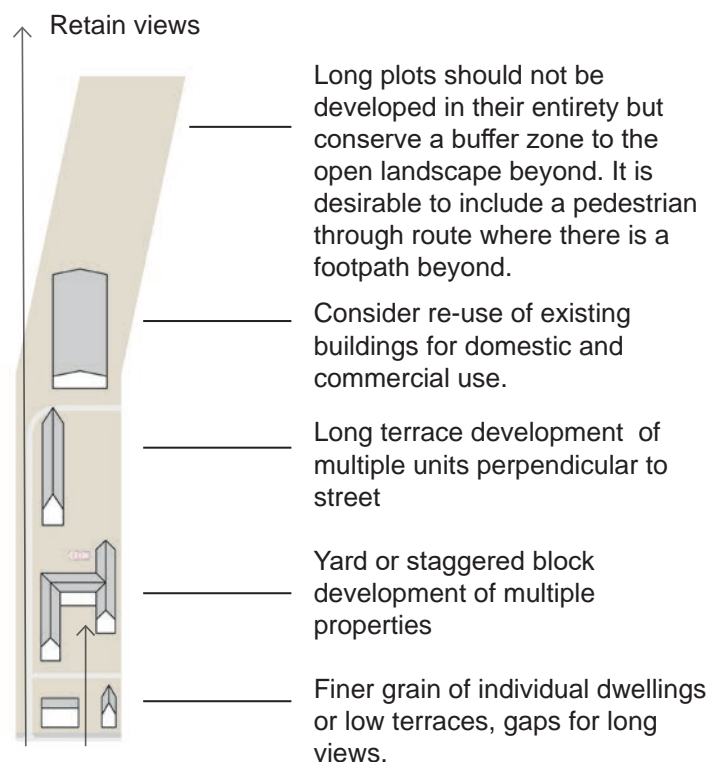 Retain views
Long plots should not be
developed in their entirety but
conserve a buffer zone to the
open landscape beyond. It is
desirable to include a pedestrian
through route where there is a
footpath beyond.
Consider re-use of existing
buildings for domestic and
commercial use.
Long terrace development of
multiple units perpendicular to
street
Yard or staggered block
development of multiple
properties
Finer grain of individual dwellings
or low terraces, gaps for long
views.